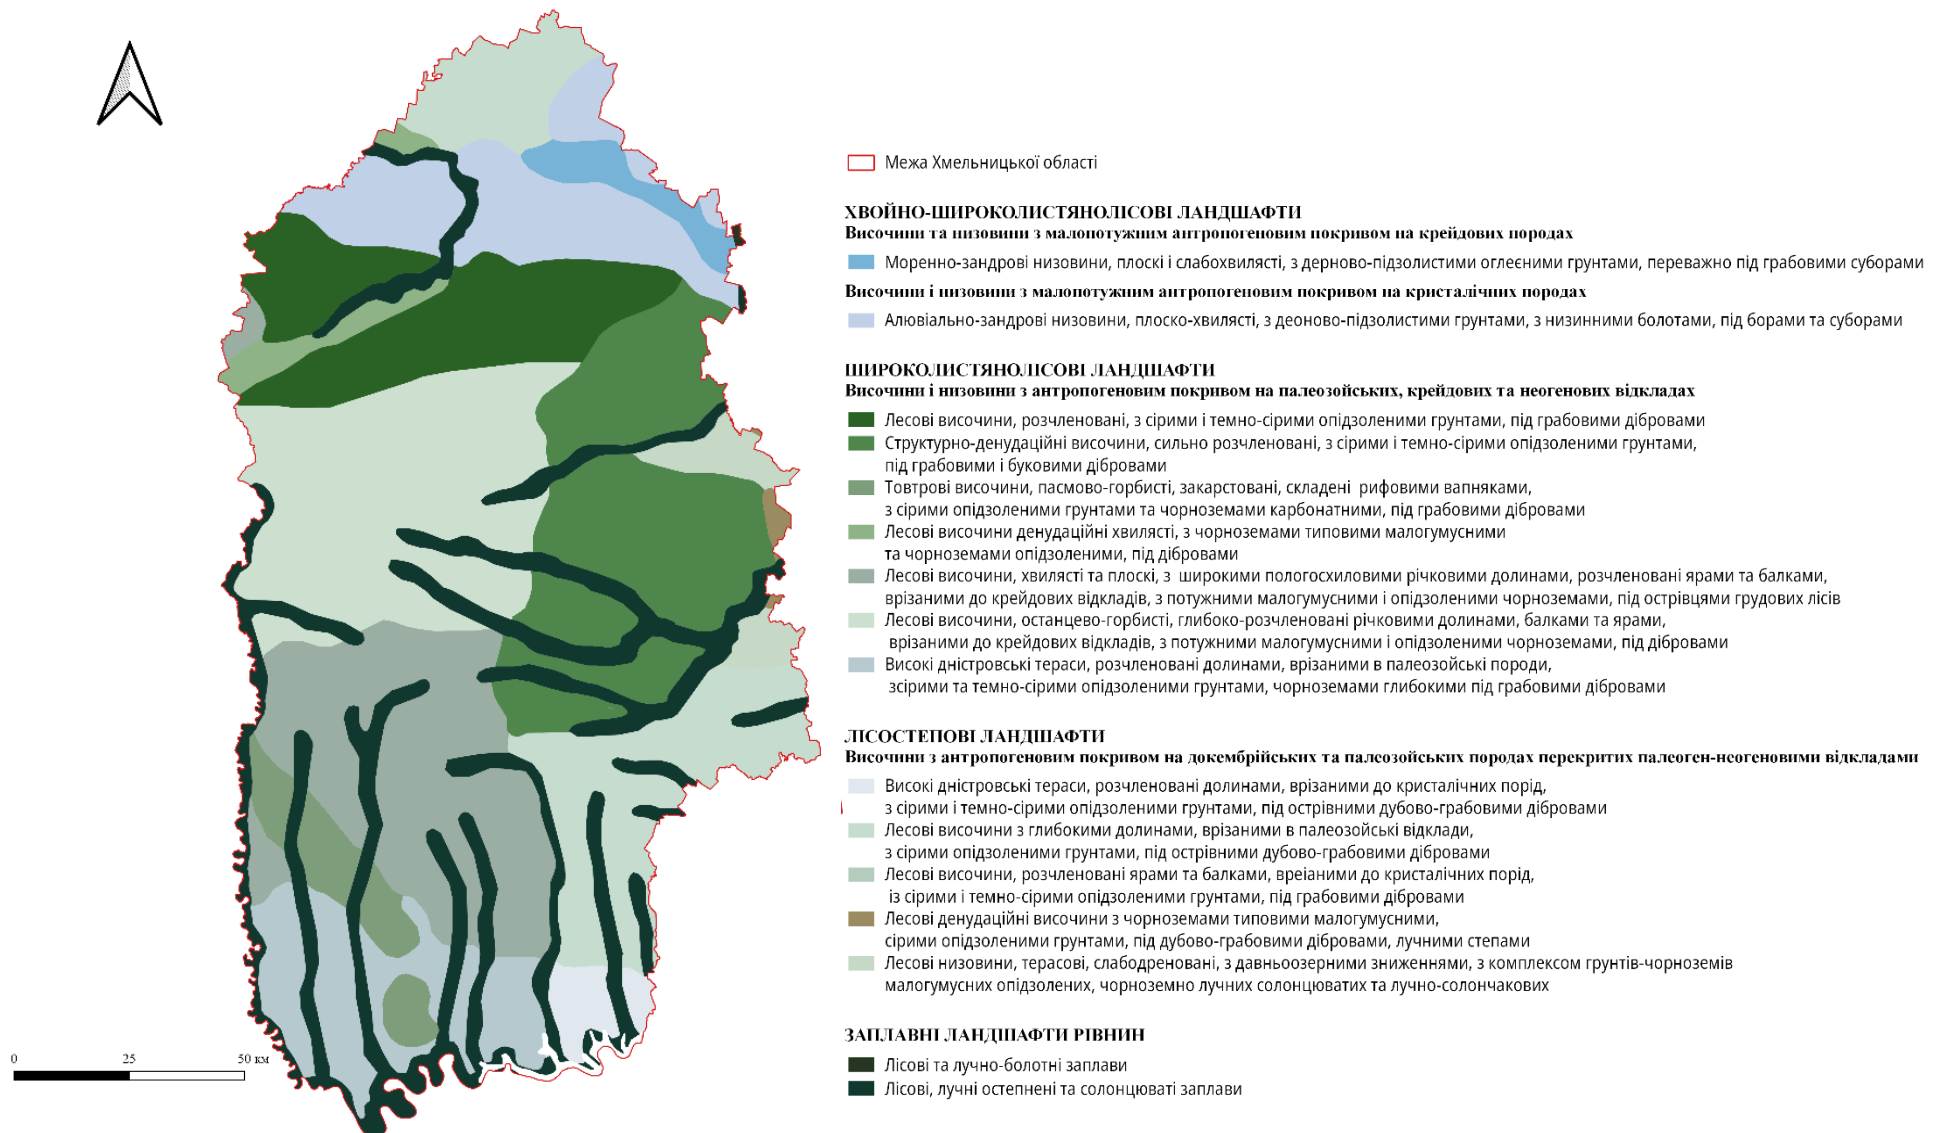 Межа Хмельницької області
ХВОЙНО-ШИРОКОЛИСТЯНОЛІСОВІ ЛАНДШАФТИ
Височини та низовини з малопотужним антропогеновим покривом на крейдових породах
Моренно-зандрові низовини, плоскі і слабохвилясті, з дерново-підзолистими оглеєними грунтами, переважно під грабовими суборами
Височини і низовини з малопотужним антропогеновим покривом на кристалічних породах
Алювіально-зандрові низовини, плоско-хвилясті, з деоново-підзолистими грунтами, з низинними болотами, під борами та суборами
ШИРОКОЛИСТЯНОЛІСОВІ ЛАНДШАФТИ
Височини і низовини з антропогеновим покривом на палеозойських, крейдових та неогенових відкладах
Лесові височини, розчленовані, з сірими і темно-сірими опідзоленими грунтами, під грабовими дібровами
Структурно-денудаційні височини, сильно розчленовані, з сірими і темно-сірими опідзоленими грунтами,
під грабовими і буковими дібровами
Товтрові височини, пасмово-горбисті, закарстовані, складені рифовими вапняками,
з сірими опідзоленими грунтами та чорноземами карбонатними, під грабовими дібровами
Лесові височини денудаційні хвилясті, з чорноземами типовими малогумусними
та чорноземами опідзоленими, під дібровами
Лесові височини, хвилясті та плоскі, з широкими пологосхиловими річковими долинами, розчленовані ярами та балками,
врізаними до крейдових відкладів, з потужними малогумусними і опідзоленими чорноземами, під острівцями грудових лісів
Лесові височини, останцево-горбисті, глибоко-розчленовані річковими долинами, балками та ярами,
врізаними до крейдових відкладів, з потужними малогумусними і опідзоленими чорноземами, під дібровами
Високі дністровські тераси, розчленовані долинами, врізаними в палеозойські породи,
зсірими та темно-сірими опідзоленими грунтами, чорноземами глибокими під грабовими дібровами
ЛІСОСТЕПОВІ ЛАНДШАФТИ
Височини з антропогеновим покривом на докембрійських та палеозойських породах перекритих палеоген-неогеновими відкладами
Високі дністровські тераси, розчленовані долинами, врізаними до кристалічних порід,
з сірими і темно-сірими опідзоленими грунтами, під острівними дубово-грабовими дібровами
Лесові височини з глибокими долинами, врізаними в палеозойські відклади,
з сірими опідзоленими грунтами, під острівними дубово-грабовими дібровами
Лесові височини, розчленовані ярами та балками, вреіаними до кристалічних порід,
із сірими і темно-сірими опідзоленими грунтами, під грабовими дібровами
Лесові денудаційні височини з чорноземами типовими малогумусними,
сірими опідзоленими грунтами, під дубово-грабовими дібровами, лучними степами
Лесові низовини, терасові, слабодреновані, з давньоозерними зниженнями, з комплексом грунтів-чорноземів
малогумусних опідзолених, чорноземно лучних солонцюватих та лучно-солончакових
ЗАПЛАВНІ ЛАНДШАФТИ РІВНИН
Лісові та лучно-болотні заплави
Лісові, лучні остепнені та солонцюваті заплави
0 25 50 км